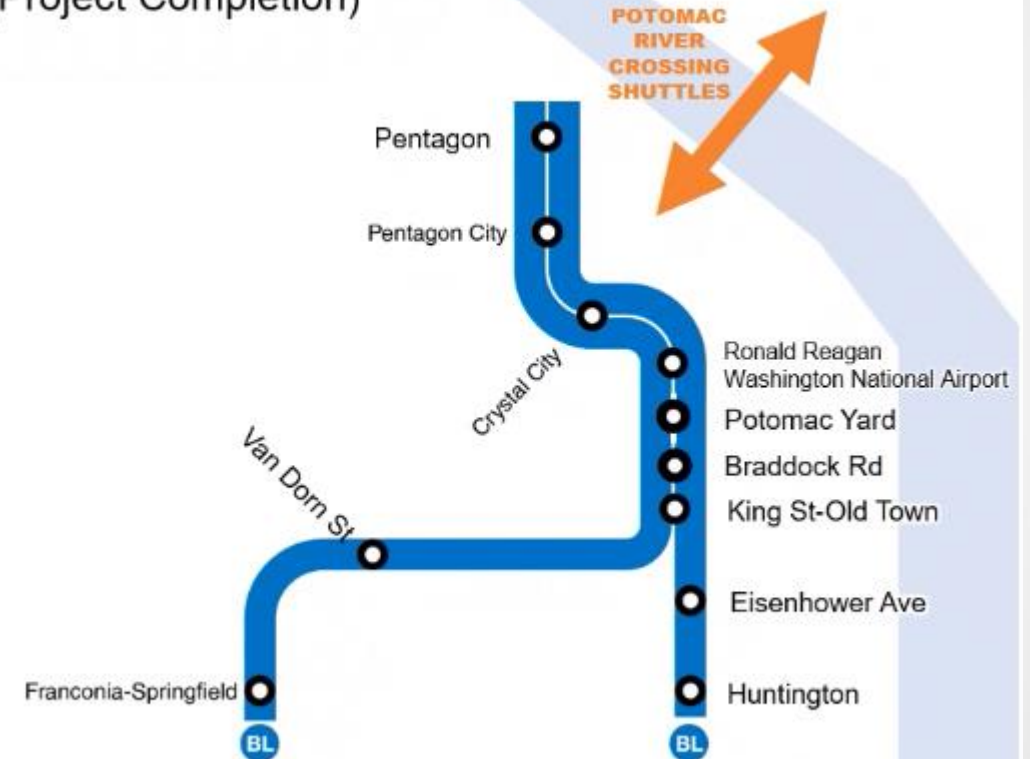 Project Completion)
POTOMAC
RIVER
CROSSING
SHUTTLES
Pentagon
Pentagon City
Crystal City
Ronald Reagan
Washington National Airport
Potomac Yard
Braddock Rd
King St-Old Town
Van Dorn St
Eisenhower Ave
Franconia-Springfield
Huntington
BL
BL